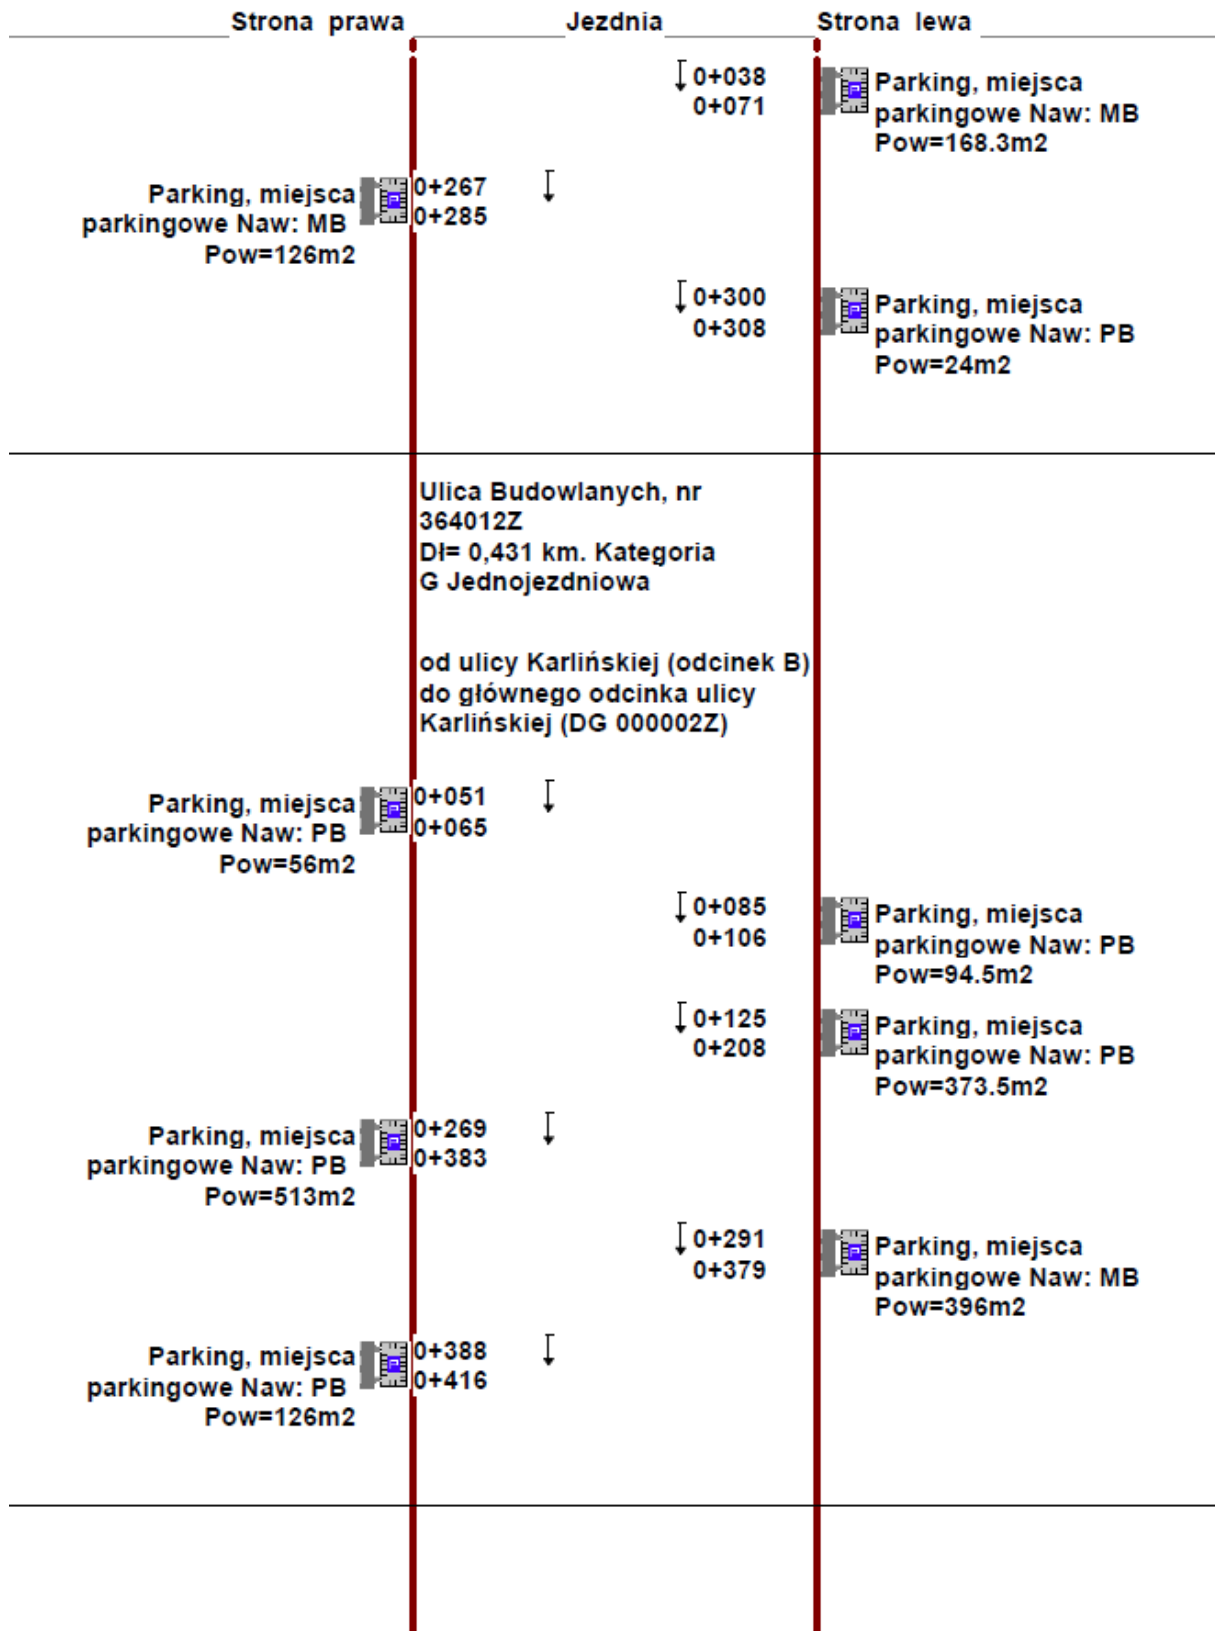 Strona prawa
Jezdnia
Strona lewa
0+038
0+071
Parking, miejsca
parkingowe Naw: MB
Pow=168.3m2
Parking, miejsca
parkingowe Naw: MB
Pow=126m2
0+267
0+285
0+300
0+308
Parking, miejsca
parkingowe Naw: PB
Pow=24m2
Ulica Budowlanych, nr
364012Z
Dł= 0,431 km. Kategoria
G Jednojezdniowa
od ulicy Karlińskiej (odcinek B)
do głównego odcinka ulicy
Karlińskiej (DG 000002Z)
Parking, miejsca
parkingowe Naw: PB
Pow=56m2
0+051
0+065
0+085
0+106
Parking, miejsca
parkingowe Naw: PB
Pow=94.5m2
0+125
0+208
Parking, miejsca
parkingowe Naw: PB
Pow=373.5m2
Parking, miejsca
parkingowe Naw: PB
Pow=513m2
0+269
0+383
0+291
0+379
Parking, miejsca
parkingowe Naw: MB
Pow=396m2
Parking, miejsca
parkingowe Naw: PB
Pow=126m2
0+388
0+416